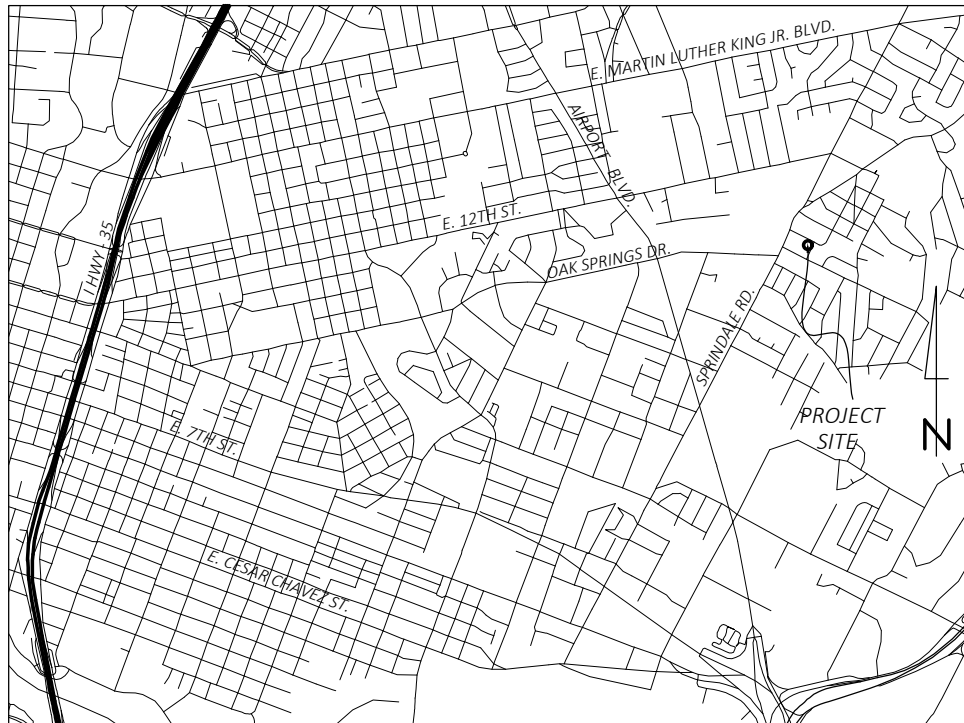 E. MARTIN LUTHER KING JR. BLVD.
AIRPORT BLVD.
E. 12TH ST.
I HWY 35
OAK SPRINGS DR.
SPRINDALE RD.
PROJECT
SITE
N
E. 7TH ST.
E. CESAR CHAVEZ ST.